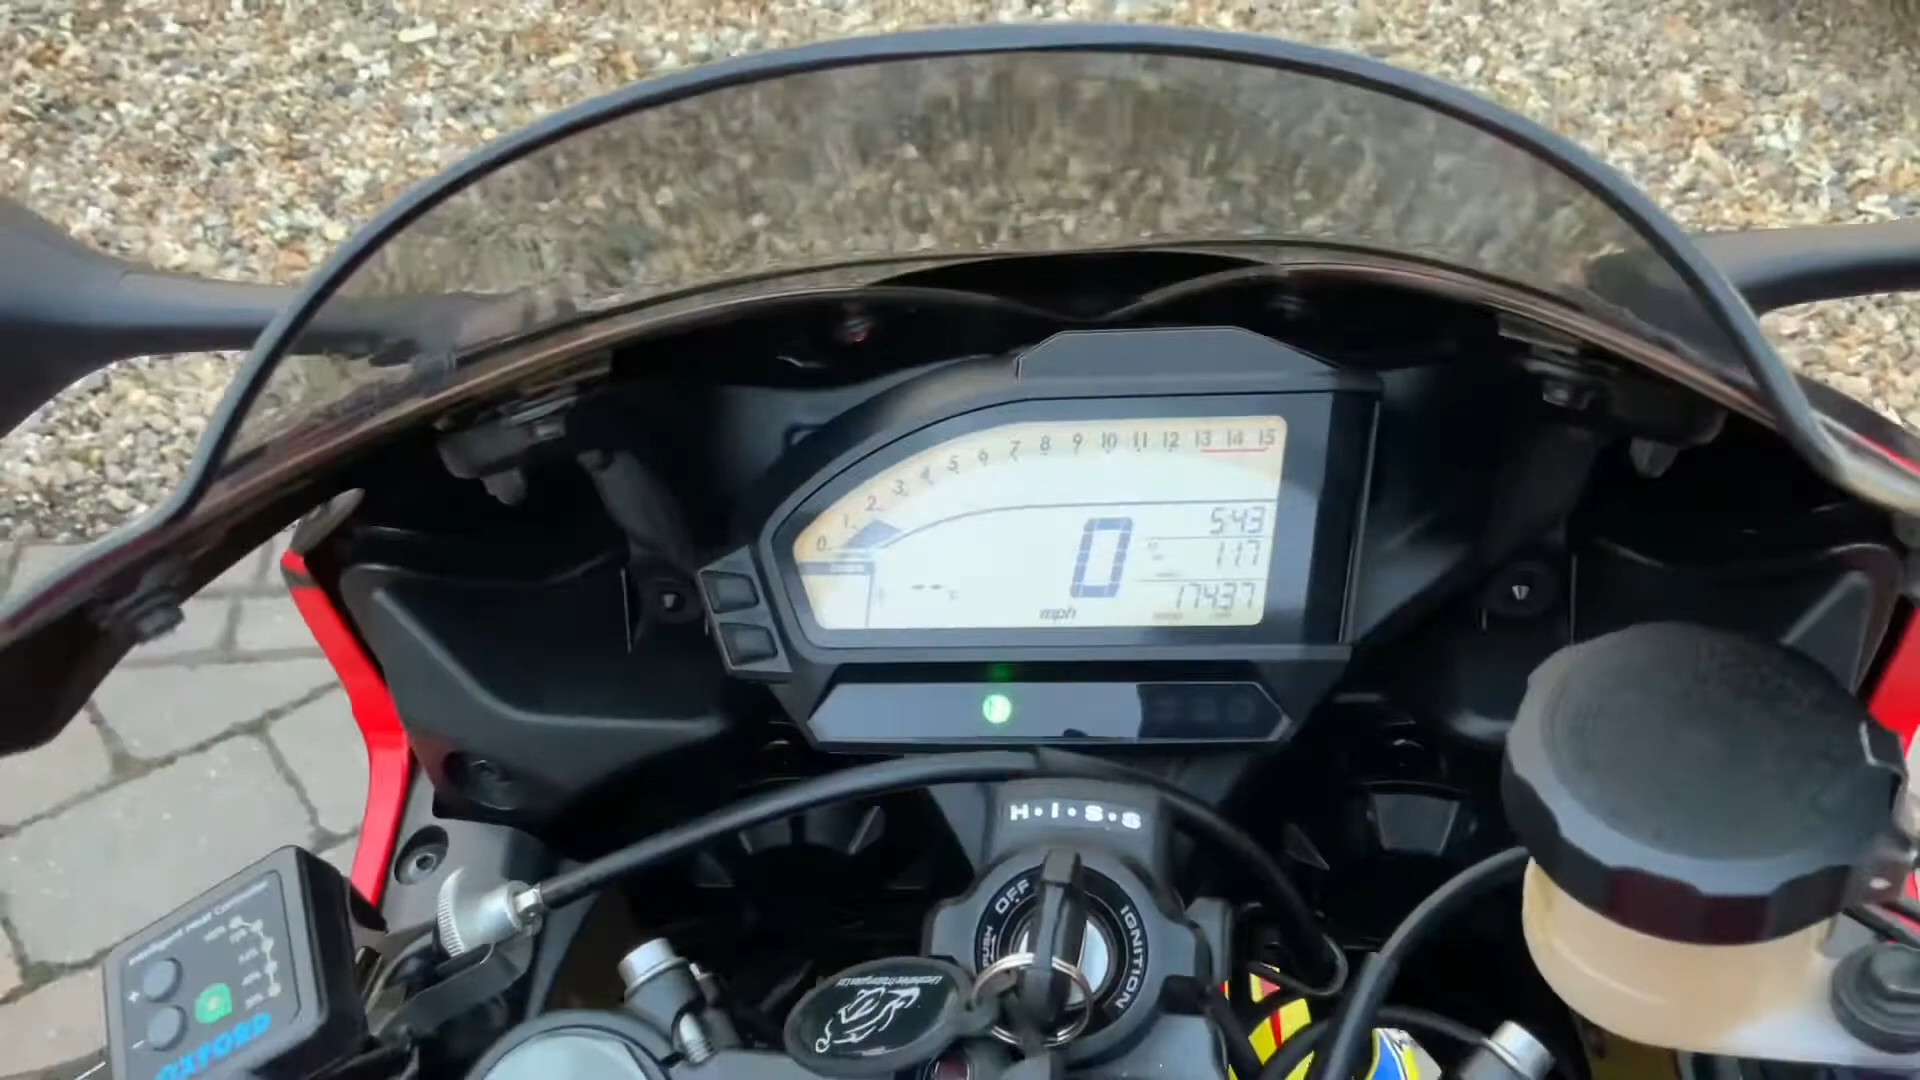 0 1 2 3 4 5 6 7 8 9 10 11 12 13 14 15
5:43
117
0
17437
-- F
mph
N
H·I·S·S
OFF
IGNITION
PUSH
+
-
OXFORD